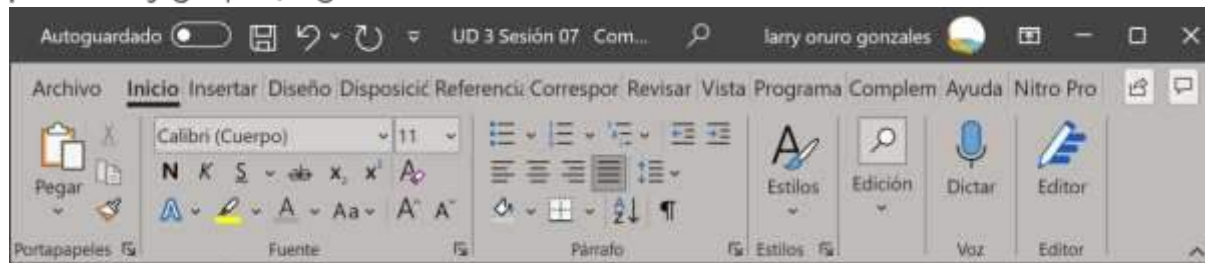 Autoguardado UD 3 Sesión 07 Com... larry oruro gonzales
Archivo Inicio Insertar Diseño Disposicić Referencia Correspor Revisar Vista Programa Complem Ayuda Nitro Pro
Calibri (Cuerpo) 11
Pegar N K S ab x, x² A
A A Aa A A A Z
Estilos Edición Dictar Editor
Portapapeles Fuente Párrafo Estilos Voz Editor